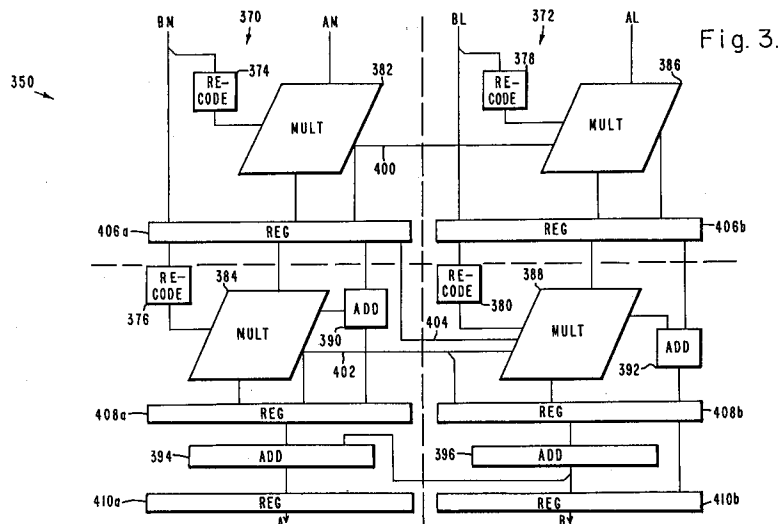 BM 370 AM BL 372 AL Fig. 3.
350
RE-
CODE 374 382
RE-
CODE 378 386
MULT MULT
400
406a REG REG 406b
RE-
CODE 376 384
RE-
CODE 380 388
MULT ADD 390 404 MULT ADD 392
402
408a REG REG 408b
394 ADD 396 ADD
410a REG REG 410b
A B